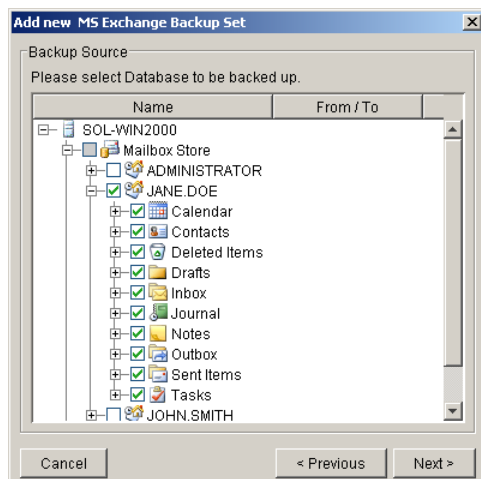 Add new MS Exchange Backup Set
Backup Source
Please select Database to be backed up.
Name From / To
SOL-WIN2000
Mailbox Store
ADMINISTRATOR
JANE.DOE
Calendar
Contacts
Deleted Items
Drafts
Inbox
Journal
Notes
Outbox
Sent Items
Tasks
JOHN.SMITH
Cancel < Previous Next >